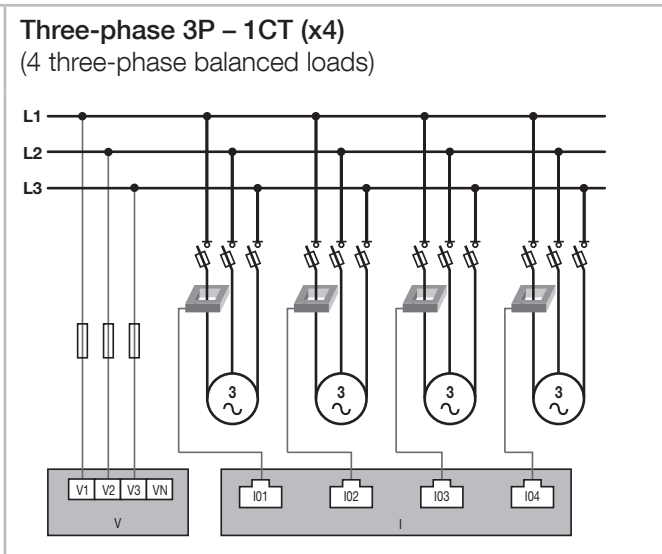 Three-phase 3P – 1CT (x4)
(4 three-phase balanced loads)
L1
L2
L3
3 3 3 3
V1 V2 V3 VN I01 I02 I03 I04
V I